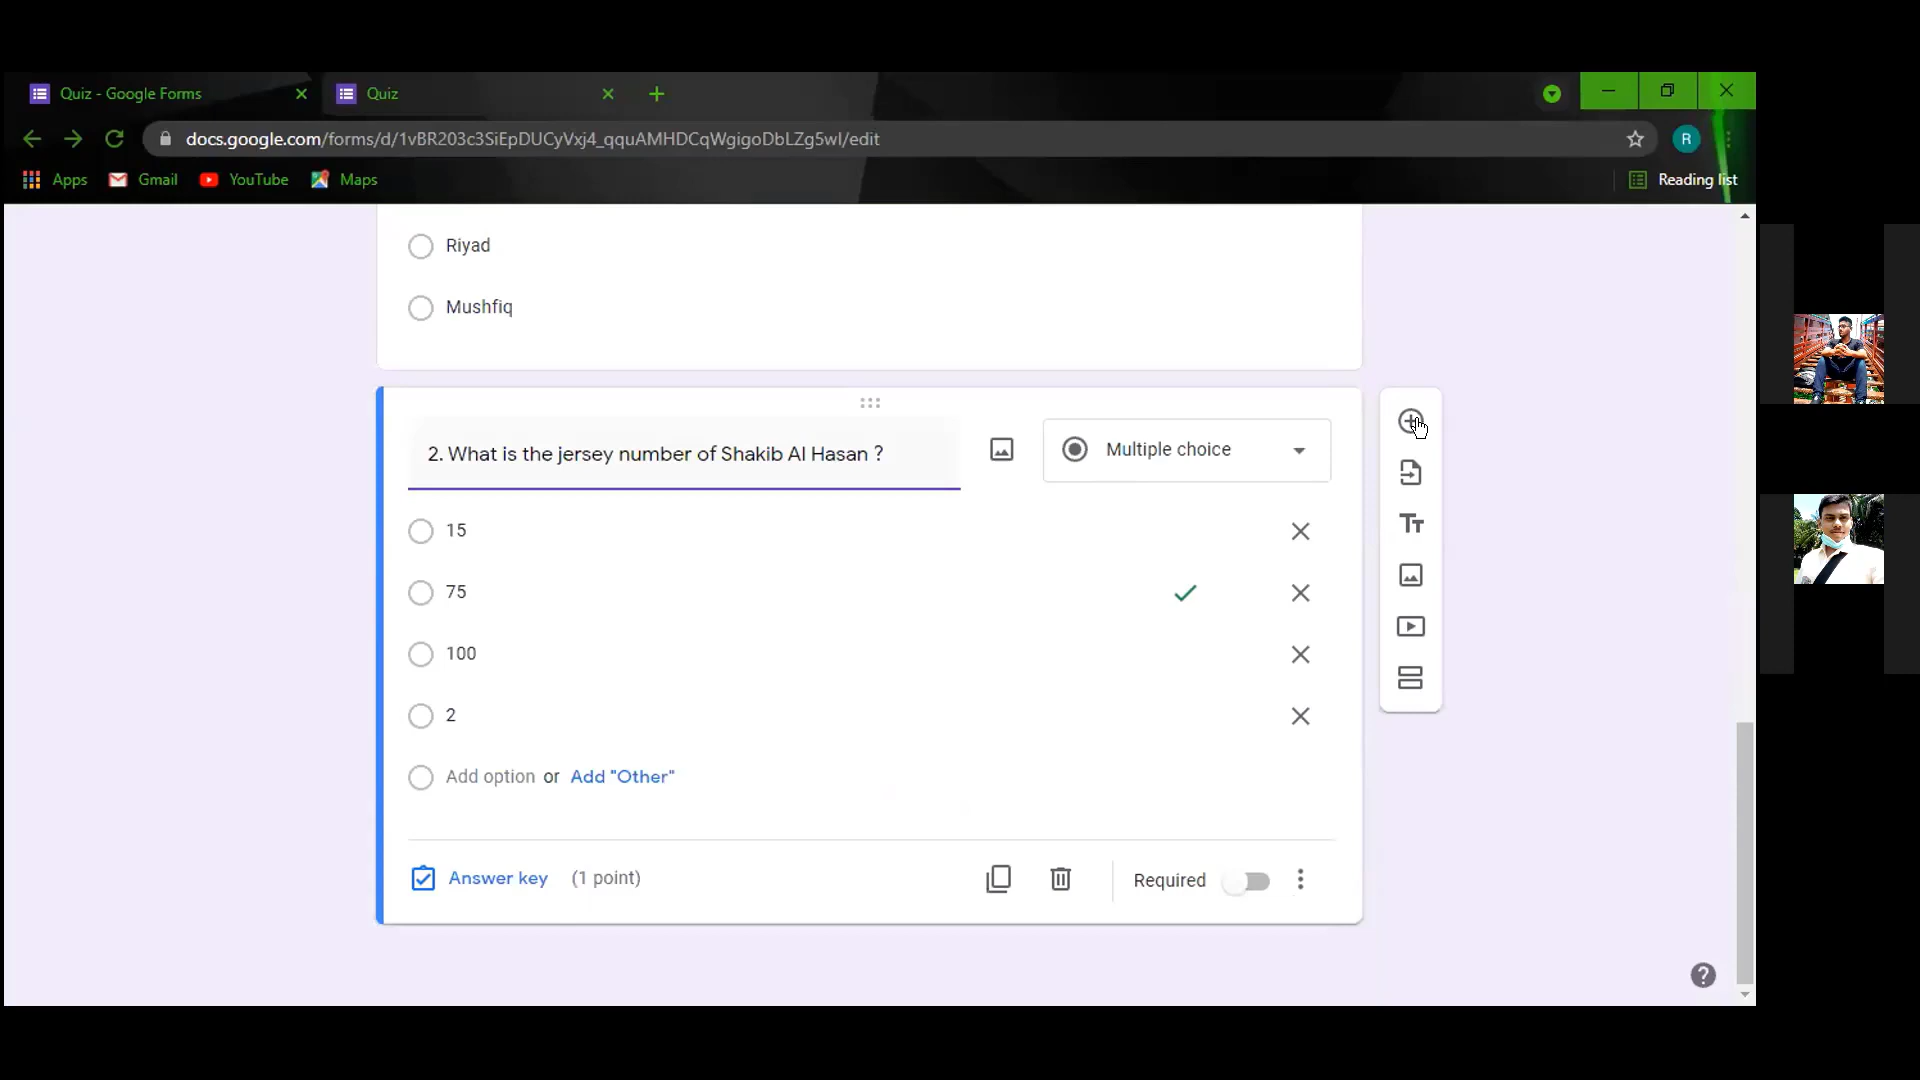 Quiz - Google Forms
Quiz
docs.google.com/forms/d/1vBR203c3SiEpDUCyVxj4_qquAMHDCqWgigoDbLZg5wI/edit
R
Apps
Gmail
YouTube
Maps
Reading list
Riyad
Mushfiq
2. What is the jersey number of Shakib Al Hasan ?
Multiple choice
15
75
100
2
Add option or Add "Other"
Answer key (1 point)
Required